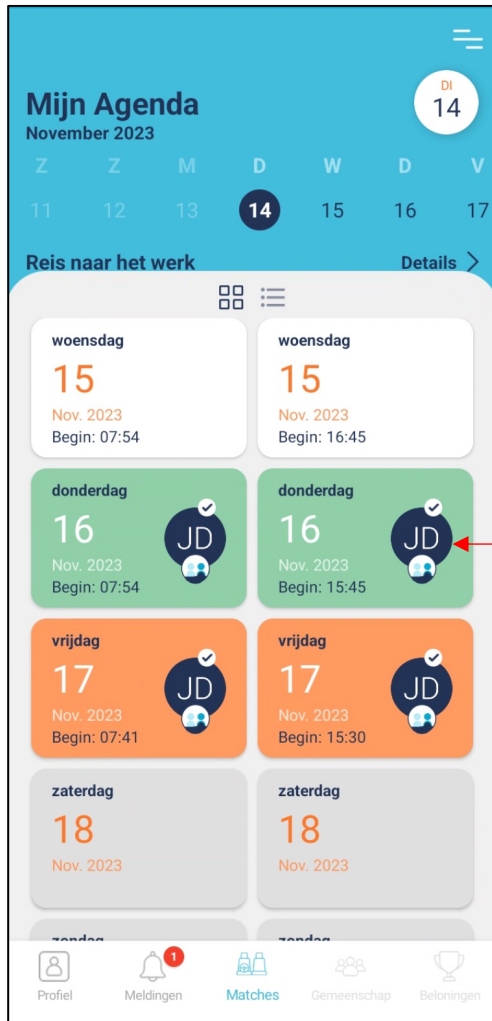 DI
14
Mijn Agenda
November 2023
Z Z M D W D V
11 12 13 14 15 16 17
Reis naar het werk Details
woensdag woensdag
15 15
Nov. 2023 Nov. 2023
Begin: 07:54 Begin: 16:45
donderdag donderdag
16 JD 16 JD
Nov. 2023 Nov. 2023
Begin: 07:54 Begin: 15:45
vrijdag vrijdag
17 JD 17 JD
Nov. 2023 Nov. 2023
Begin: 07:41 Begin: 15:30
zaterdag zaterdag
18 18
Nov. 2023 Nov. 2023
zondag zondag
1
Profiel Meldingen Matches Gemeenschap Beloningen